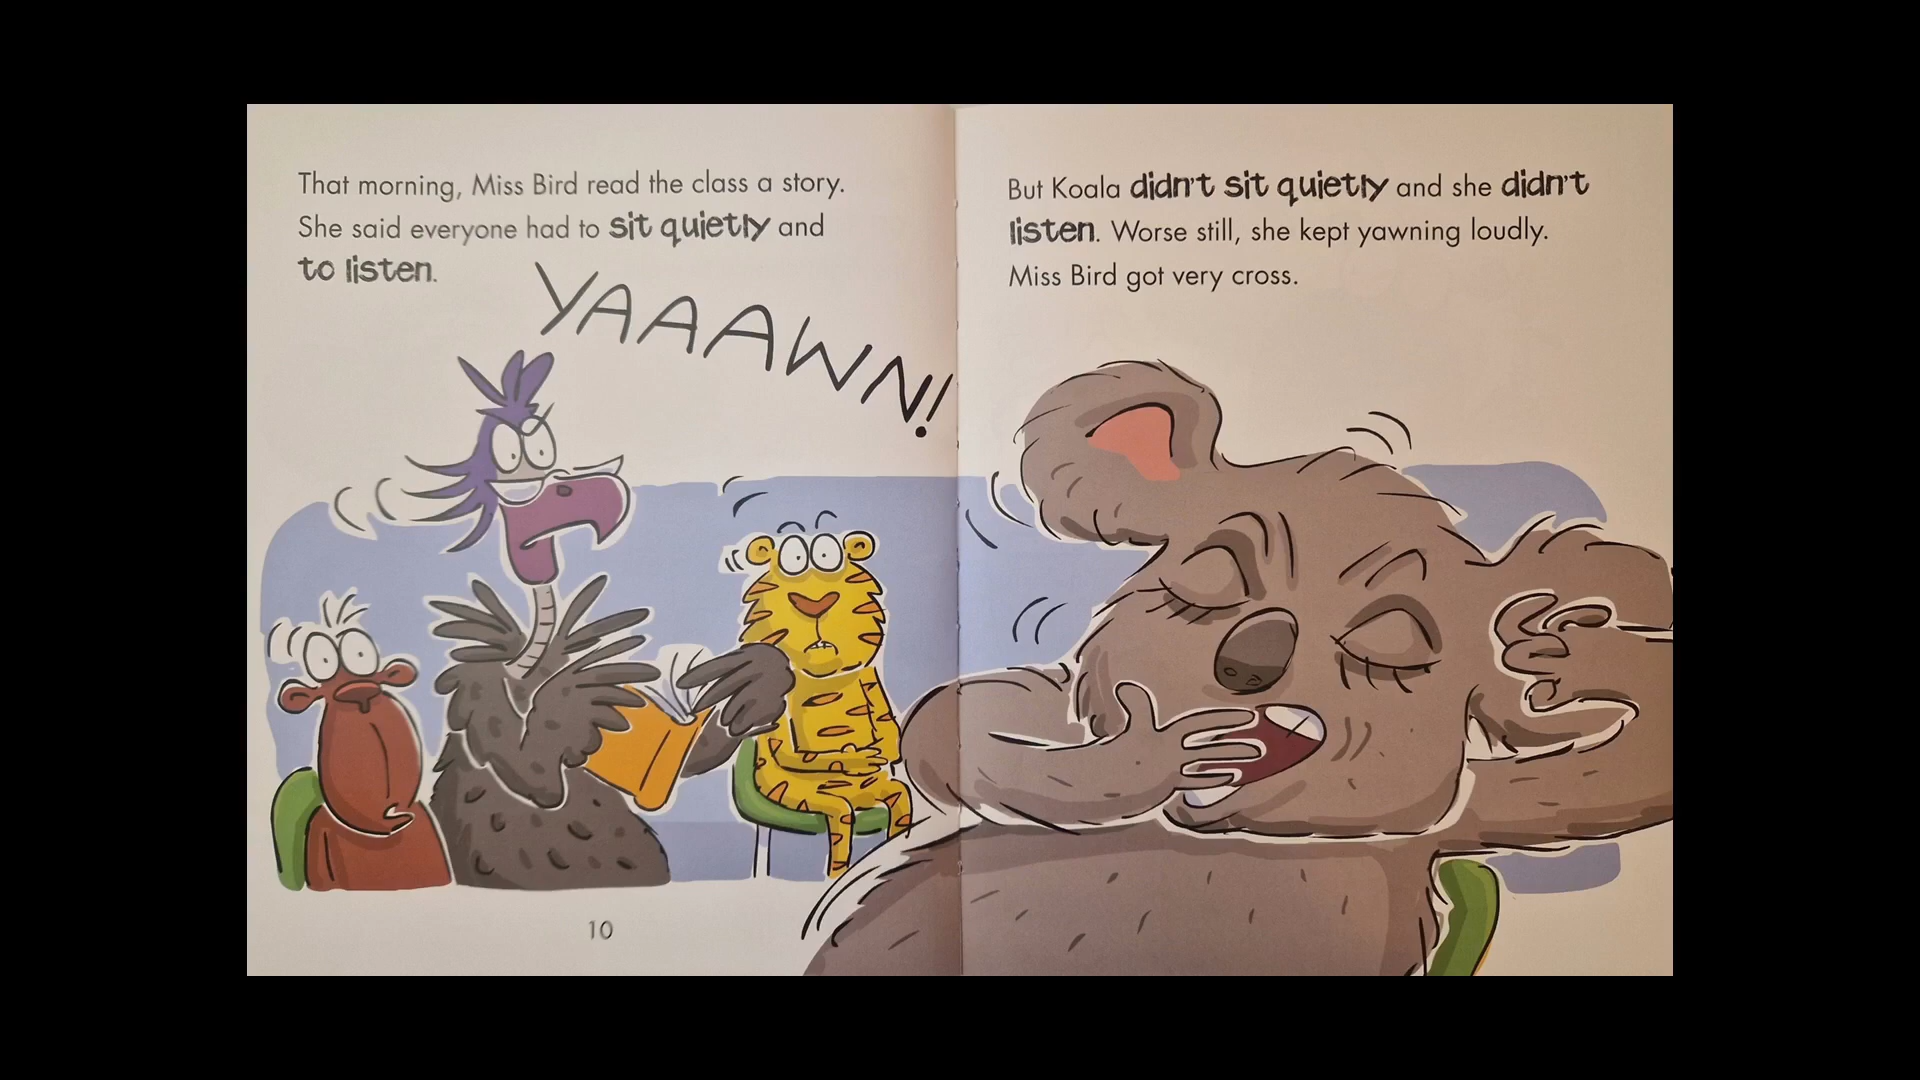 That morning, Miss Bird read the class a story.
She said everyone had to sit quietly and
to listen.
YAAAWN!
10
But Koala didn't sit quietly and she didn't
listen. Worse still, she kept yawning loudly.
Miss Bird got very cross.